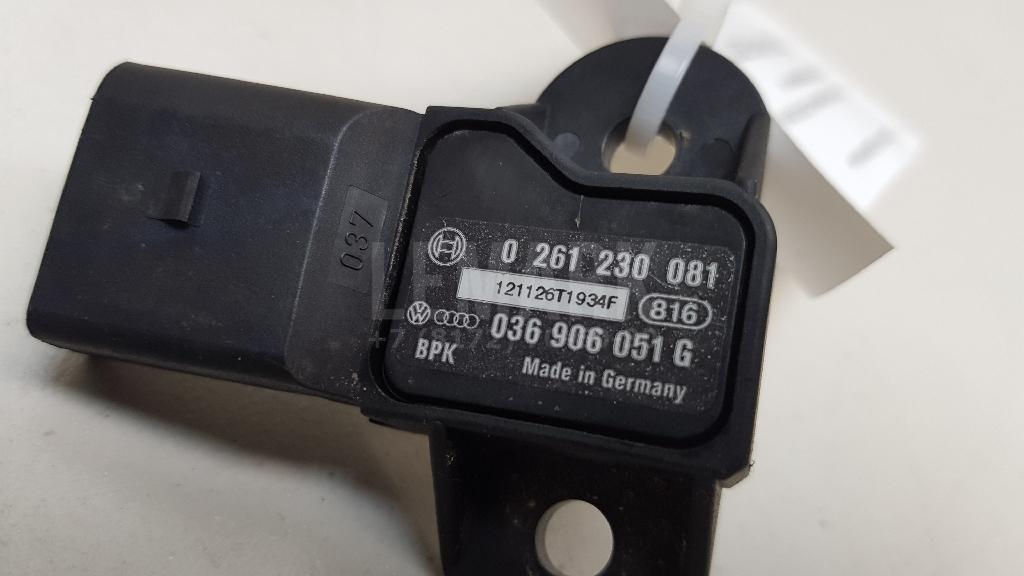 037
0 261 230 081
121126T1934F
816
036 906 051 G
BPK
Made in Germany